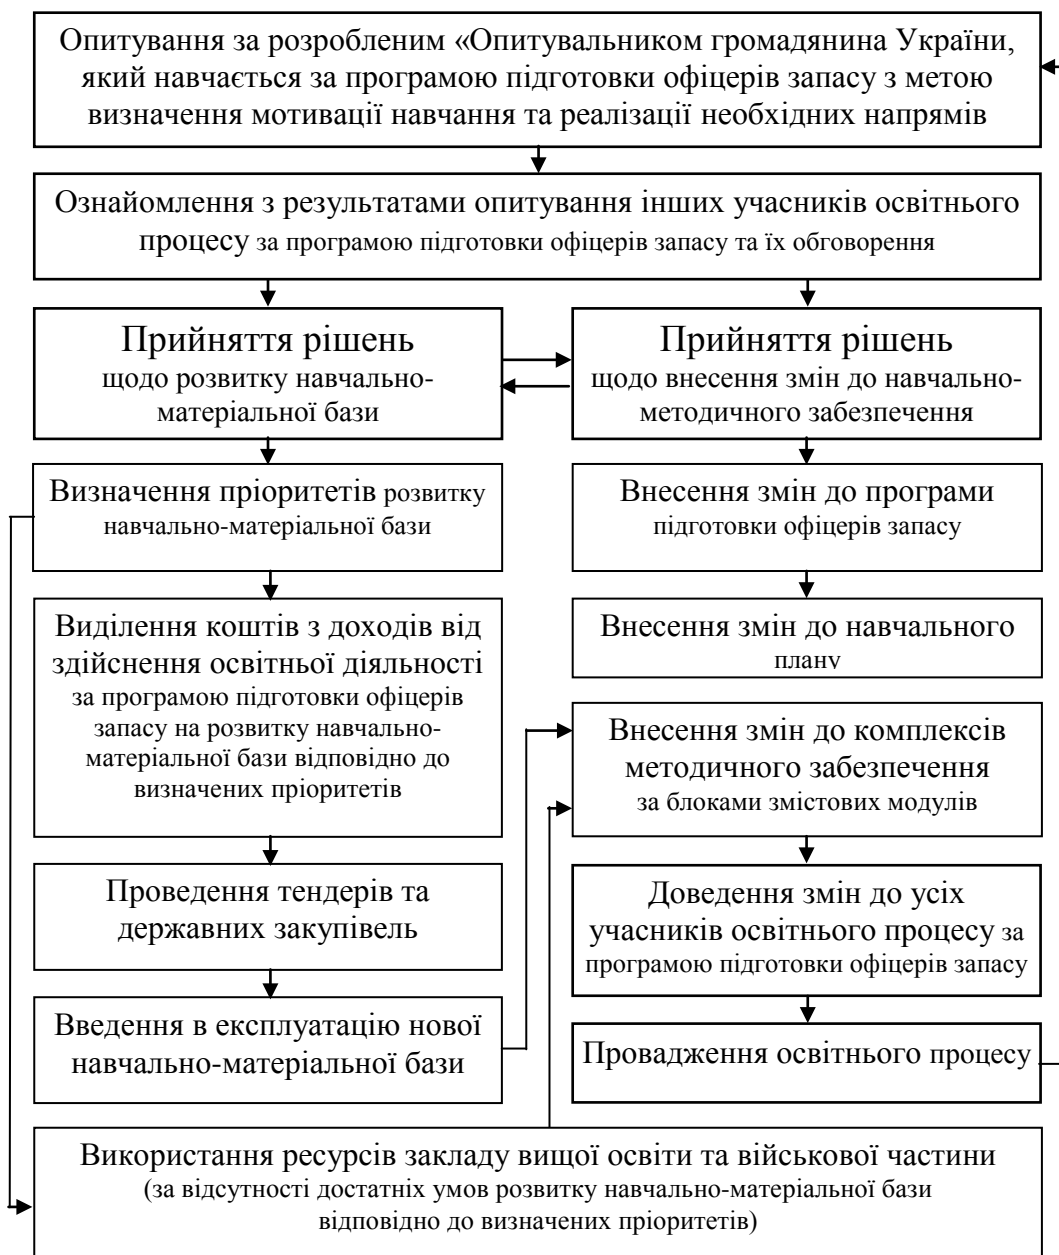 Опитування за розробленим «Опитувальником громадянина України,
який навчається за програмою підготовки офіцерів запасу з метою
визначення мотивації навчання та реалізації необхідних напрямів
Ознайомлення з результатами опитування інших учасників освітнього
процесу за програмою підготовки офіцерів запасу та їх обговорення
Прийняття рішень
щодо розвитку навчально-
матеріальної бази
Прийняття рішень
щодо внесення змін до навчально-
методичного забезпечення
Визначення пріоритетів розвитку
навчально-матеріальної бази
Внесення змін до програми
підготовки офіцерів запасу
Виділення коштів з доходів від
здійснення освітньої діяльності
за програмою підготовки офіцерів
запасу на розвитку навчально-
матеріальної бази відповідно до
визначених пріоритетів
Внесення змін до навчального
плану
Внесення змін до комплексів
методичного забезпечення
за блоками змістових модулів
Проведення тендерів та
державних закупівель
Доведення змін до усіх
учасників освітнього процесу за
програмою підготовки офіцерів запасу
Введення в експлуатацію нової
навчально-матеріальної бази
Провадження освітнього процесу
Використання ресурсів закладу вищої освіти та військової частини
(за відсутності достатніх умов розвитку навчально-матеріальної бази
відповідно до визначених пріоритетів)